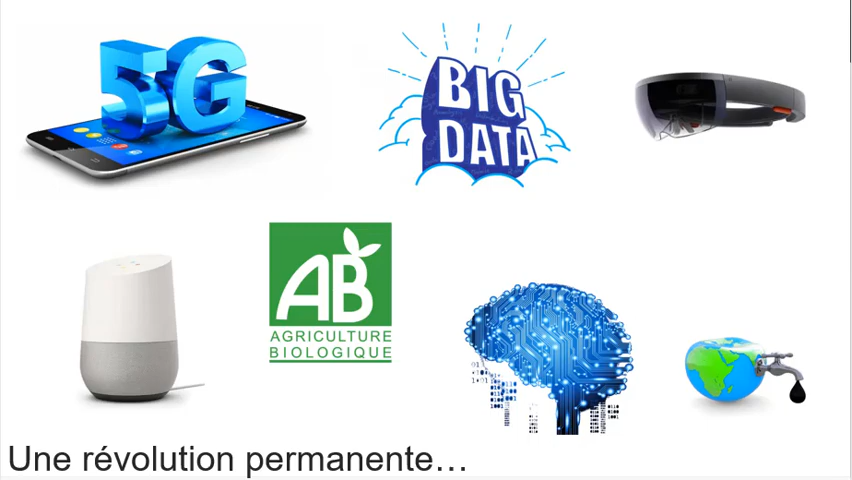 5G
BIG
DATA
AB
AGRICULTURE
BIOLOGIQUE
Une révolution permanente…